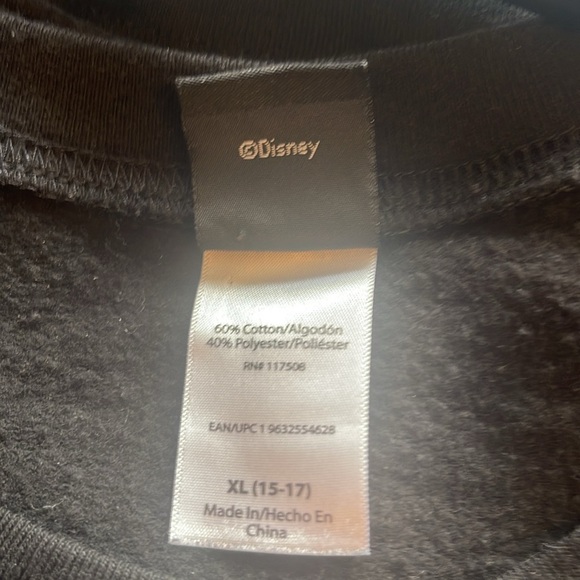 ©Disney
60% Cotton/Algodón
40% Polyester/Poliéster
RN# 117508
EAN/UPC 1 9632554628
XL (15-17)
Made In/Hecho En
China